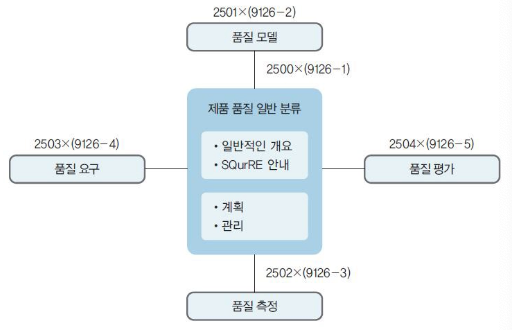 2501×(9126-2)
품질 모델
2500×(9126-1)
제품 품질 일반 분류
• 일반적인 개요
• SQurRE 안내
• 계획
• 관리
2503×(9126-4)
품질 요구
2504×(9126-5)
품질 평가
2502×(9126-3)
품질 측정